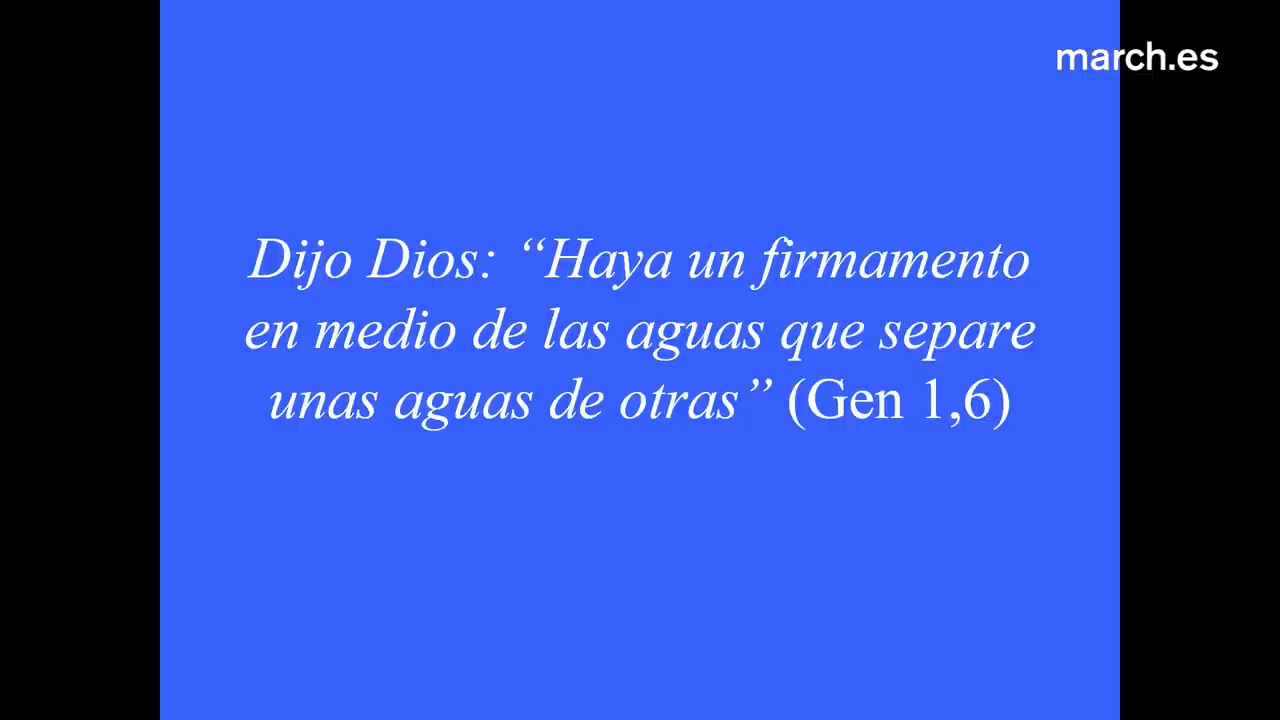 march.es
Dijo Dios: “Haya un firmamento
en medio de las aguas que separe
unas aguas de otras” (Gen 1,6)